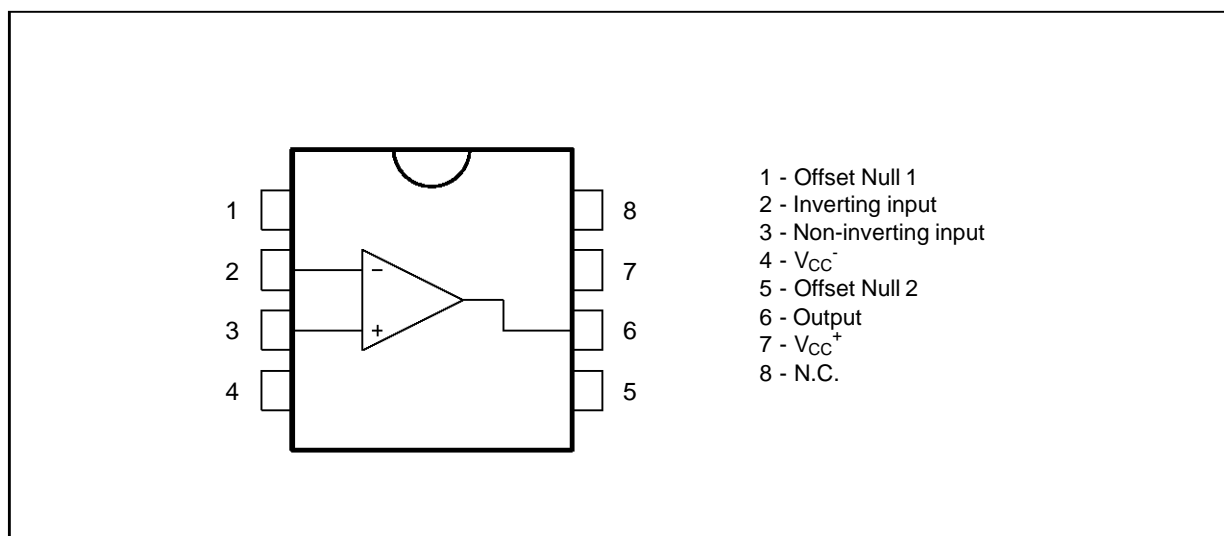 1
2
3
4
8
7
6
5
−
+
1 - Offset Null 1
2 - Inverting input
3 - Non-inverting input
4 - VCC-
5 - Offset Null 2
6 - Output
7 - VCC+
8 - N.C.